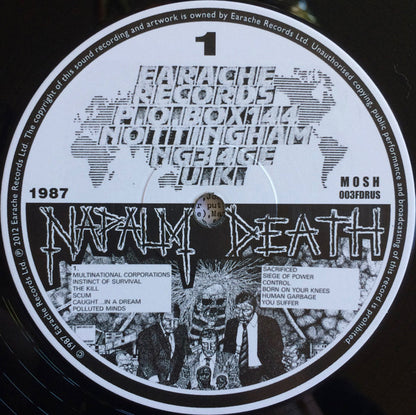 © 1987 Earache Records Ltd. ℗ 2012 Earache Records Ltd. The copyright of this sound recording and artwork is owned by Earache Records Ltd. Unauthorised copying, public performance and broadcasting of this record is prohibited
1
EARACHE
RECORDS
P.O. BOX 144
NOTTINGHAM
NG3 4GE
U.K.
1987
MOSH
003FDRUS
NAPALM DEATH
1.
MULTINATIONAL CORPORATIONS
INSTINCT OF SURVIVAL
THE KILL
SCUM
CAUGHT...IN A DREAM
POLLUTED MINDS
SACRIFICED
SIEGE OF POWER
CONTROL
BORN ON YOUR KNEES
HUMAN GARBAGE
YOU SUFFER